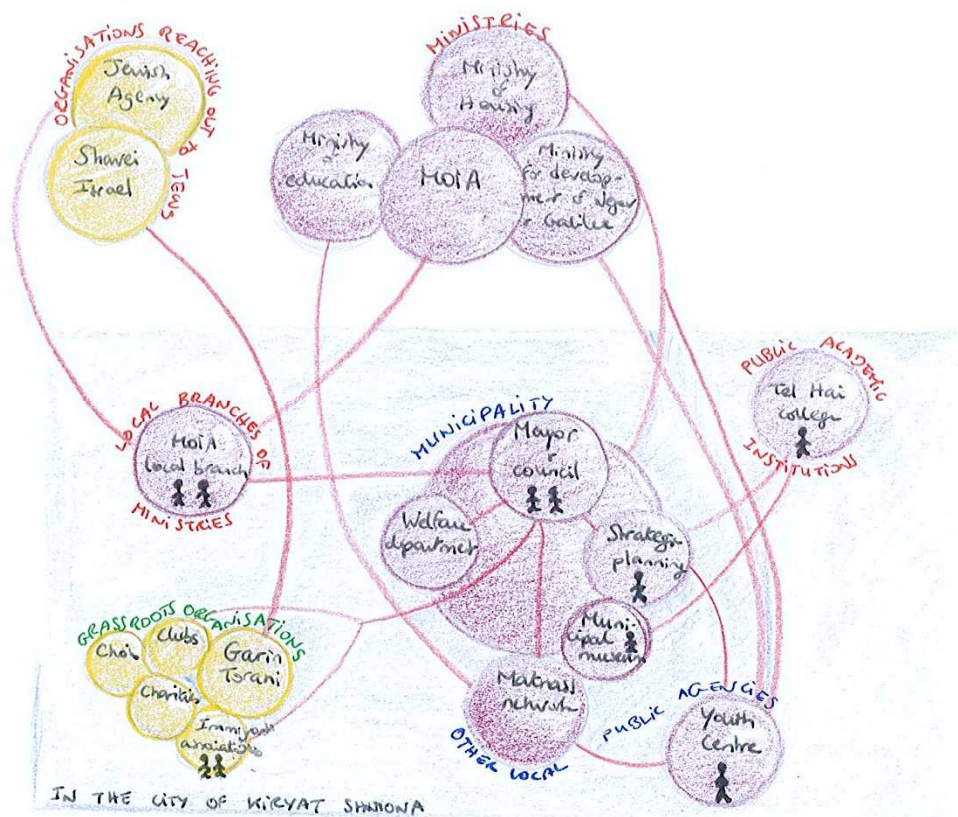 ORGANISATIONS REACHING OUT to JEWS
Jewish
Agency
Shavei
Israel
MINISTRIES
Ministry
of
Housing
Ministry
of
education
MOIA
Ministry
for develop-
ment of Negev
& Galilee
PUBLIC ACADEMIC
Tel Hai
college
INSTITUTIONS
LOCAL BRANCHES OF
MOIA
Local branch
MINISTRIES
MUNICIPALITY
Mayor
+
council
Welfare
department
Strategic
planning
Muni-
cipal
museum
GRASSROOTS ORGANISATIONS
Choir
Clubs
Garin
Torani
Charities
Immigrant
associations
Matnass
network
OTHER LOCAL
PUBLIC AGENCIES
Youth
Centre
IN THE CITY OF KIRYAT SHMONA